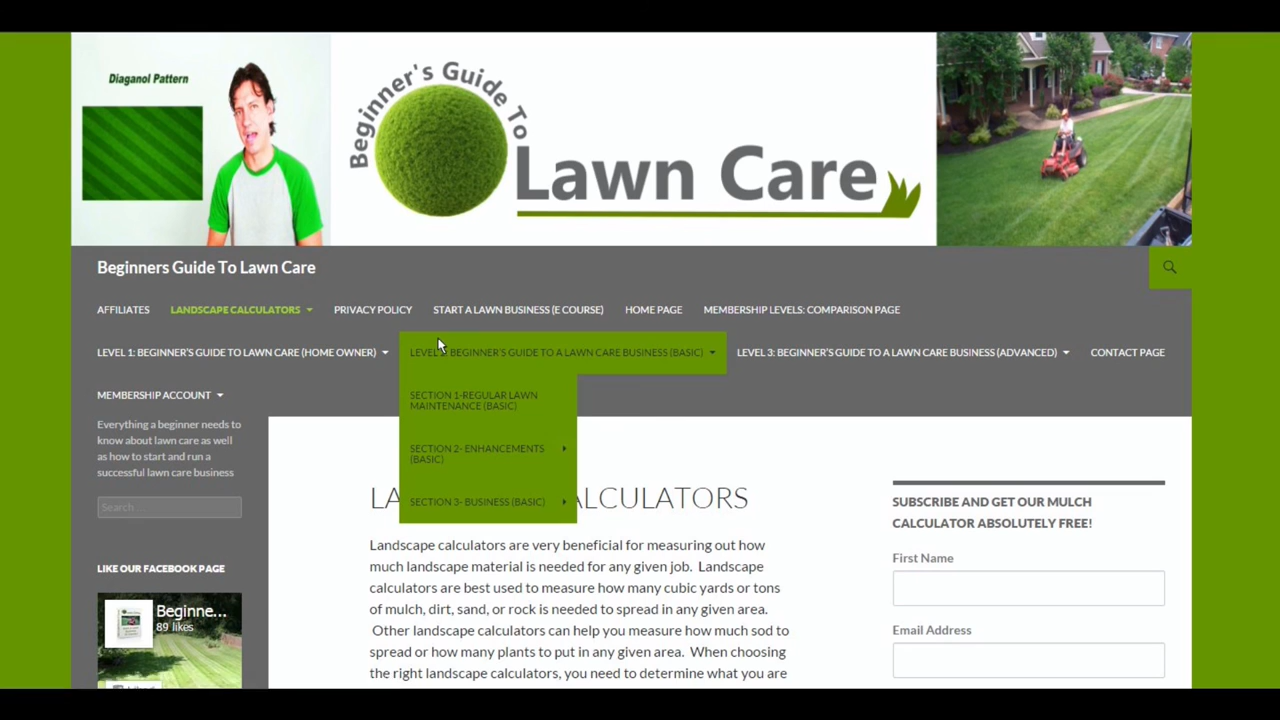 Diaganol Pattern
Beginner's Guide To
Lawn Care
Beginners Guide To Lawn Care
AFFILIATES LANDSCAPE CALCULATORS PRIVACY POLICY START A LAWN BUSINESS (E COURSE) HOME PAGE MEMBERSHIP LEVELS: COMPARISON PAGE
LEVEL 1: BEGINNER'S GUIDE TO LAWN CARE (HOME OWNER) LEVEL BEGINNER'S GUIDE TO A LAWN CARE BUSINESS (BASIC) LEVEL 3: BEGINNER'S GUIDE TO A LAWN CARE BUSINESS (ADVANCED) CONTACT PAGE
MEMBERSHIP ACCOUNT
SECTION 1-REGULAR LAWN
MAINTENANCE (BASIC)
SECTION 2- ENHANCEMENTS
(BASIC)
SECTION 3- BUSINESS (BASIC)
Everything a beginner needs to
know about lawn care as well
as how to start and run a
successful lawn care business
Search ...
LIKE OUR FACEBOOK PAGE
Beginne...
89 likes
LA ALCULATORS
Landscape calculators are very beneficial for measuring out how
much landscape material is needed for any given job. Landscape
calculators are best used to measure how many cubic yards or tons
of mulch, dirt, sand, or rock is needed to spread in any given area.
Other landscape calculators can help you measure how much sod to
spread or how many plants to put in any given area. When choosing
the right landscape calculators, you need to determine what you are
SUBSCRIBE AND GET OUR MULCH
CALCULATOR ABSOLUTELY FREE!
First Name
Email Address